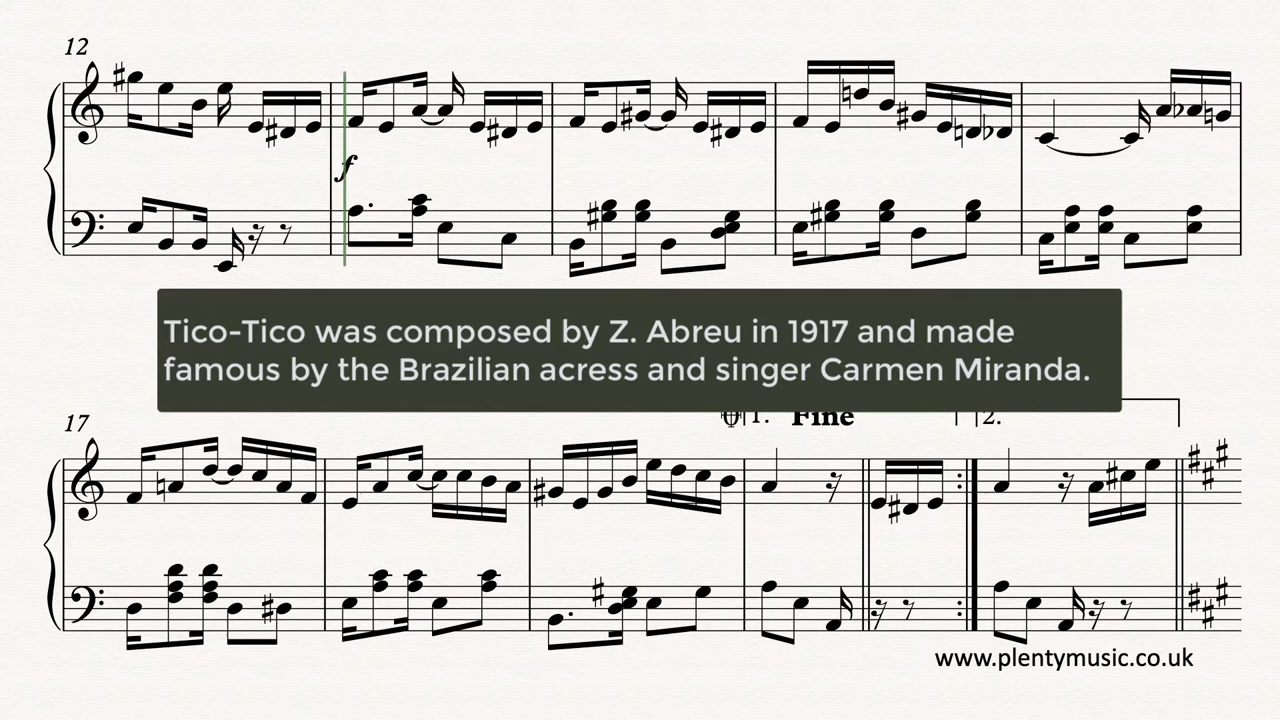 12
f
Tico-Tico was composed by Z. Abreu in 1917 and made
famous by the Brazilian acress and singer Carmen Miranda.
17
1. Fine
2.
www.plentymusic.co.uk